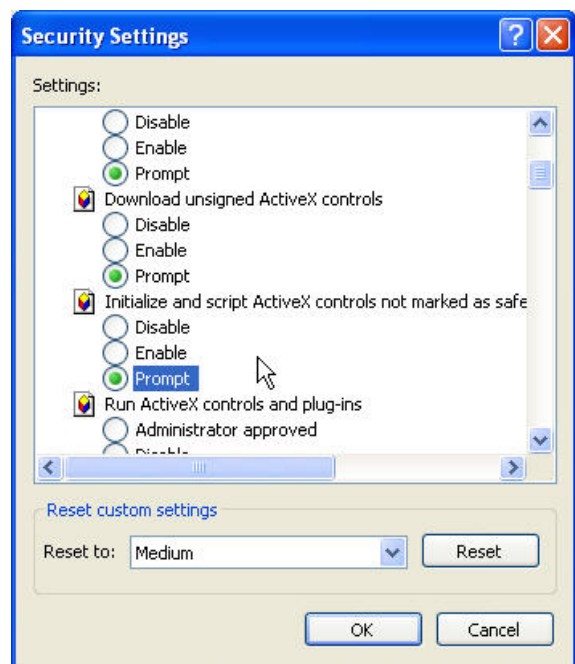 Security Settings
Settings:
Disable
Enable
Prompt
Download unsigned ActiveX controls
Disable
Enable
Prompt
Initialize and script ActiveX controls not marked as safe
Disable
Enable
Prompt
Run ActiveX controls and plug-ins
Administrator approved
Disable
Reset custom settings
Reset to: Medium Reset
OK Cancel